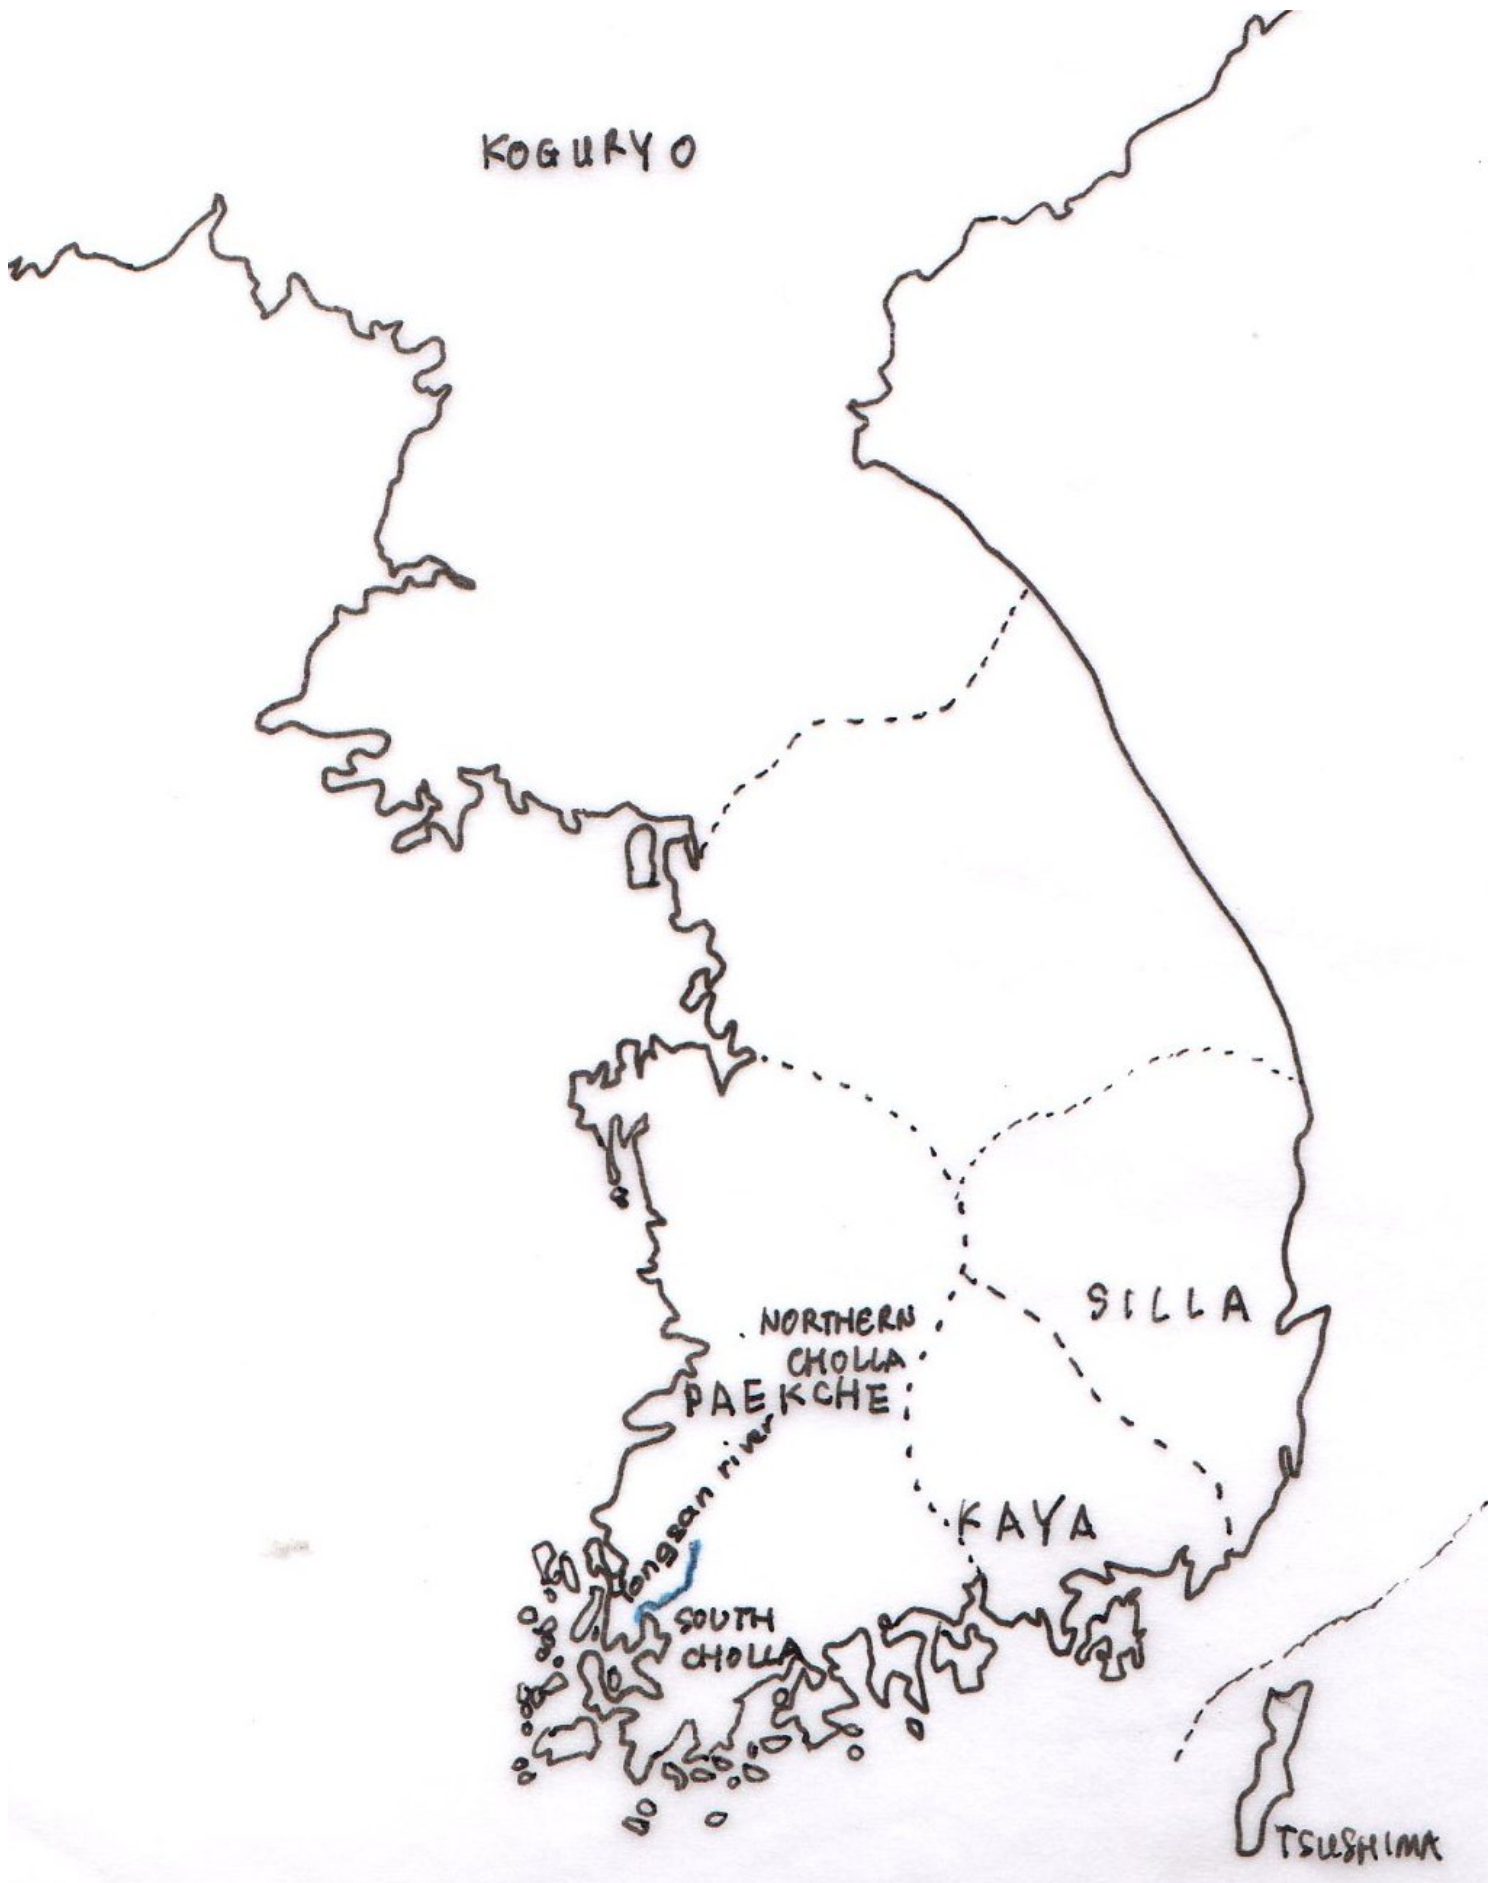 KOGURYO
SILLA
NORTHERN
CHOLLA
PAEKCHE
Yongsan river
KAYA
SOUTH
CHOLLA
TSUSHIMA